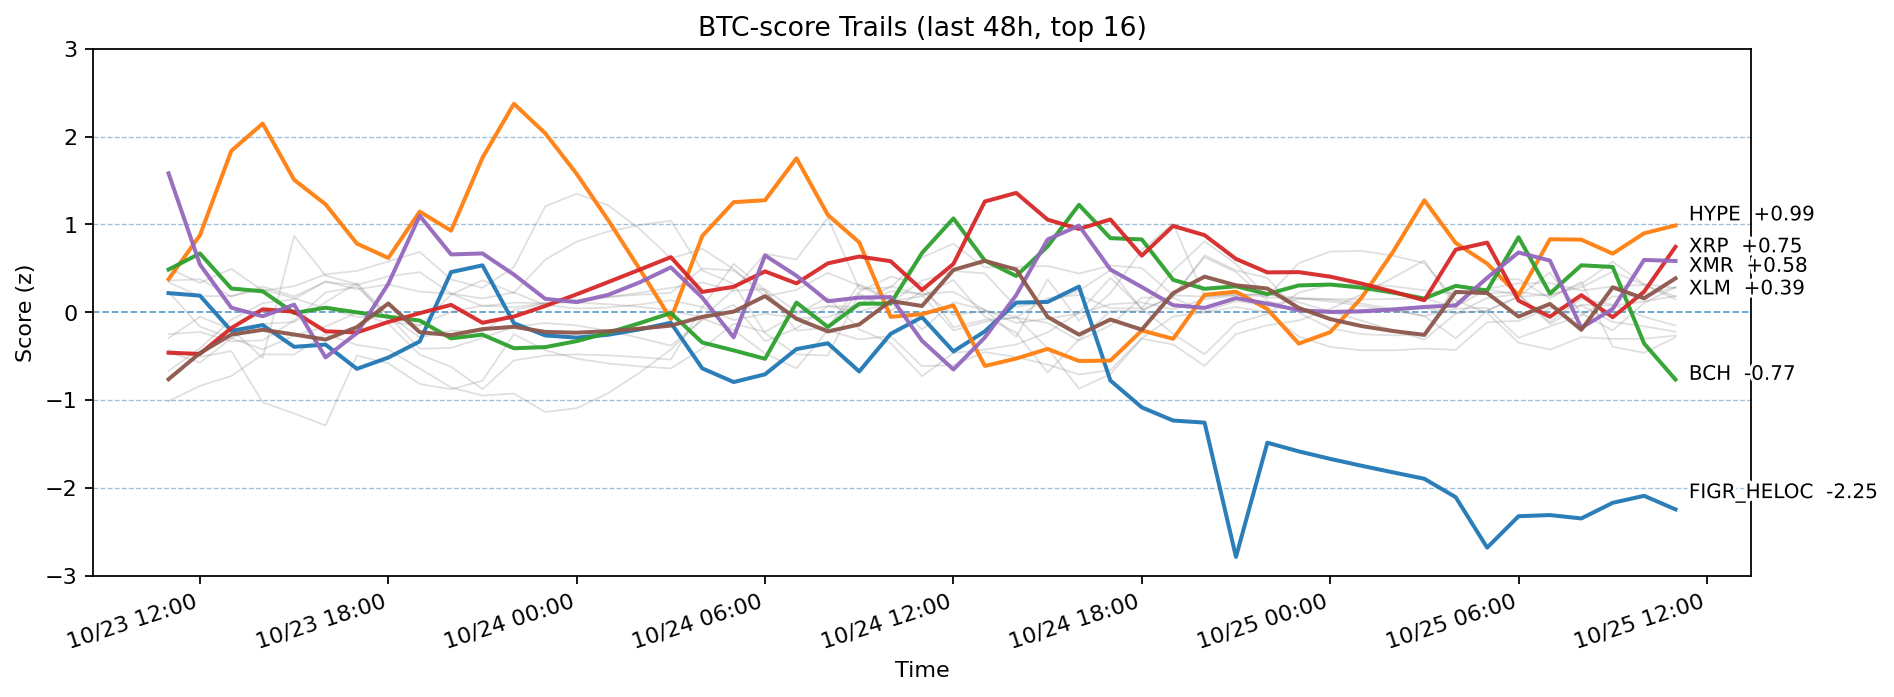 BTC-score Trails (last 48h, top 16)
Score (z)
3
2
1
0
−1
−2
−3
HYPE +0.99
XRP +0.75
XMR +0.58
XLM +0.39
BCH -0.77
FIGR_HELOC -2.25
10/23 12:00
10/23 18:00
10/24 00:00
10/24 06:00
10/24 12:00
10/24 18:00
10/25 00:00
10/25 06:00
10/25 12:00
Time